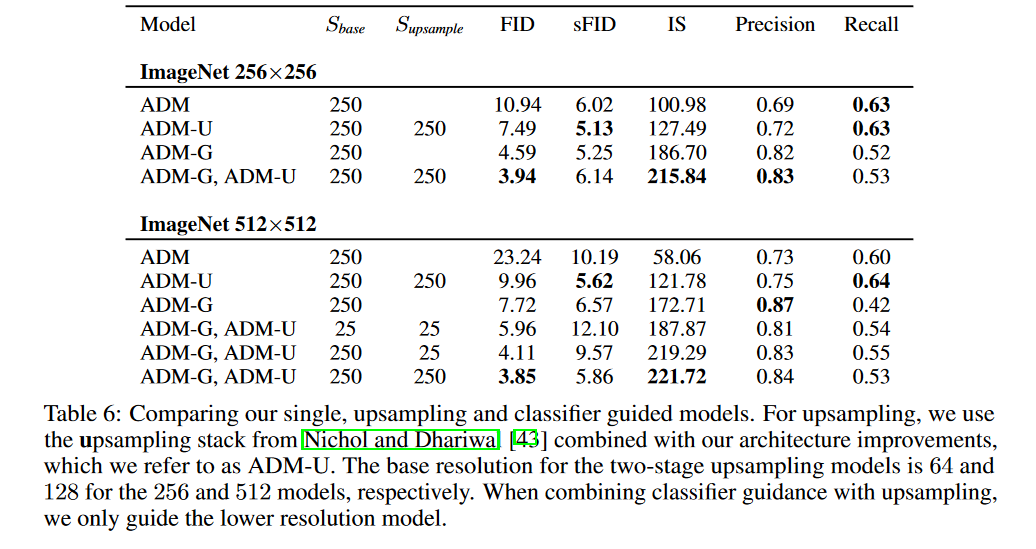 Model S_base S_upsample FID sFID IS Precision Recall
ImageNet 256×256
ADM 250 10.94 6.02 100.98 0.69 0.63
ADM-U 250 250 7.49 5.13 127.49 0.72 0.63
ADM-G 250 4.59 5.25 186.70 0.82 0.52
ADM-G, ADM-U 250 250 3.94 6.14 215.84 0.83 0.53
ImageNet 512×512
ADM 250 23.24 10.19 58.06 0.73 0.60
ADM-U 250 250 9.96 5.62 121.78 0.75 0.64
ADM-G 250 7.72 6.57 172.71 0.87 0.42
ADM-G, ADM-U 25 25 5.96 12.10 187.87 0.81 0.54
ADM-G, ADM-U 250 25 4.11 9.57 219.29 0.83 0.55
ADM-G, ADM-U 250 250 3.85 5.86 221.72 0.84 0.53
Table 6: Comparing our single, upsampling and classifier guided models. For upsampling, we use
the upsampling stack from Nichol and Dhariwa [43] combined with our architecture improvements,
which we refer to as ADM-U. The base resolution for the two-stage upsampling models is 64 and
128 for the 256 and 512 models, respectively. When combining classifier guidance with upsampling,
we only guide the lower resolution model.